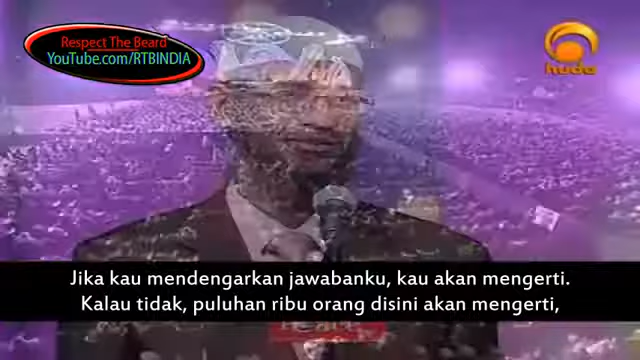 Respect The Beard
YouTube.com/RTBINDIA
huda
Jika kau mendengarkan jawabanku, kau akan mengerti.
Kalau tidak, puluhan ribu orang disini akan mengerti,